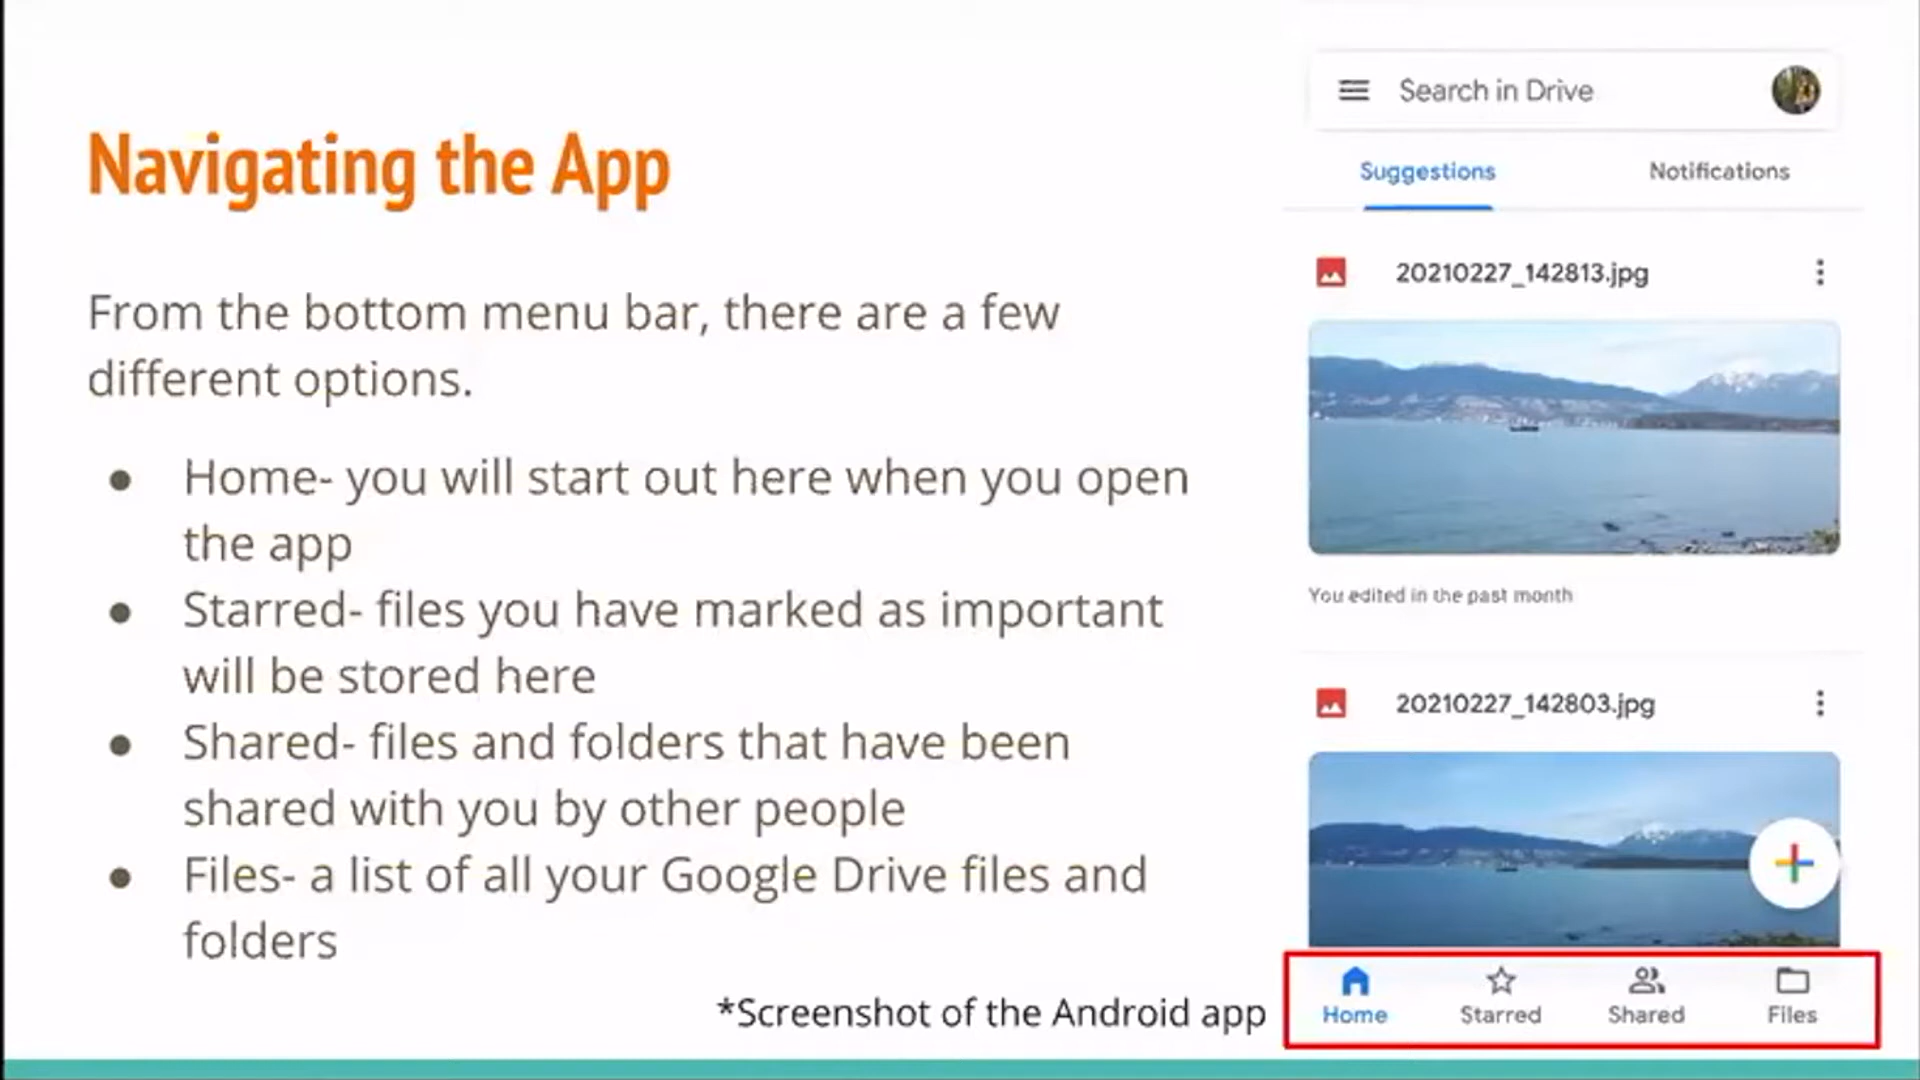 Navigating the App
From the bottom menu bar, there are a few
different options.
● Home- you will start out here when you open
the app
● Starred- files you have marked as important
will be stored here
● Shared- files and folders that have been
shared with you by other people
● Files- a list of all your Google Drive files and
folders
*Screenshot of the Android app
Search in Drive
Suggestions Notifications
20210227_142813.jpg
You edited in the past month
20210227_142803.jpg
Home Starred Shared Files